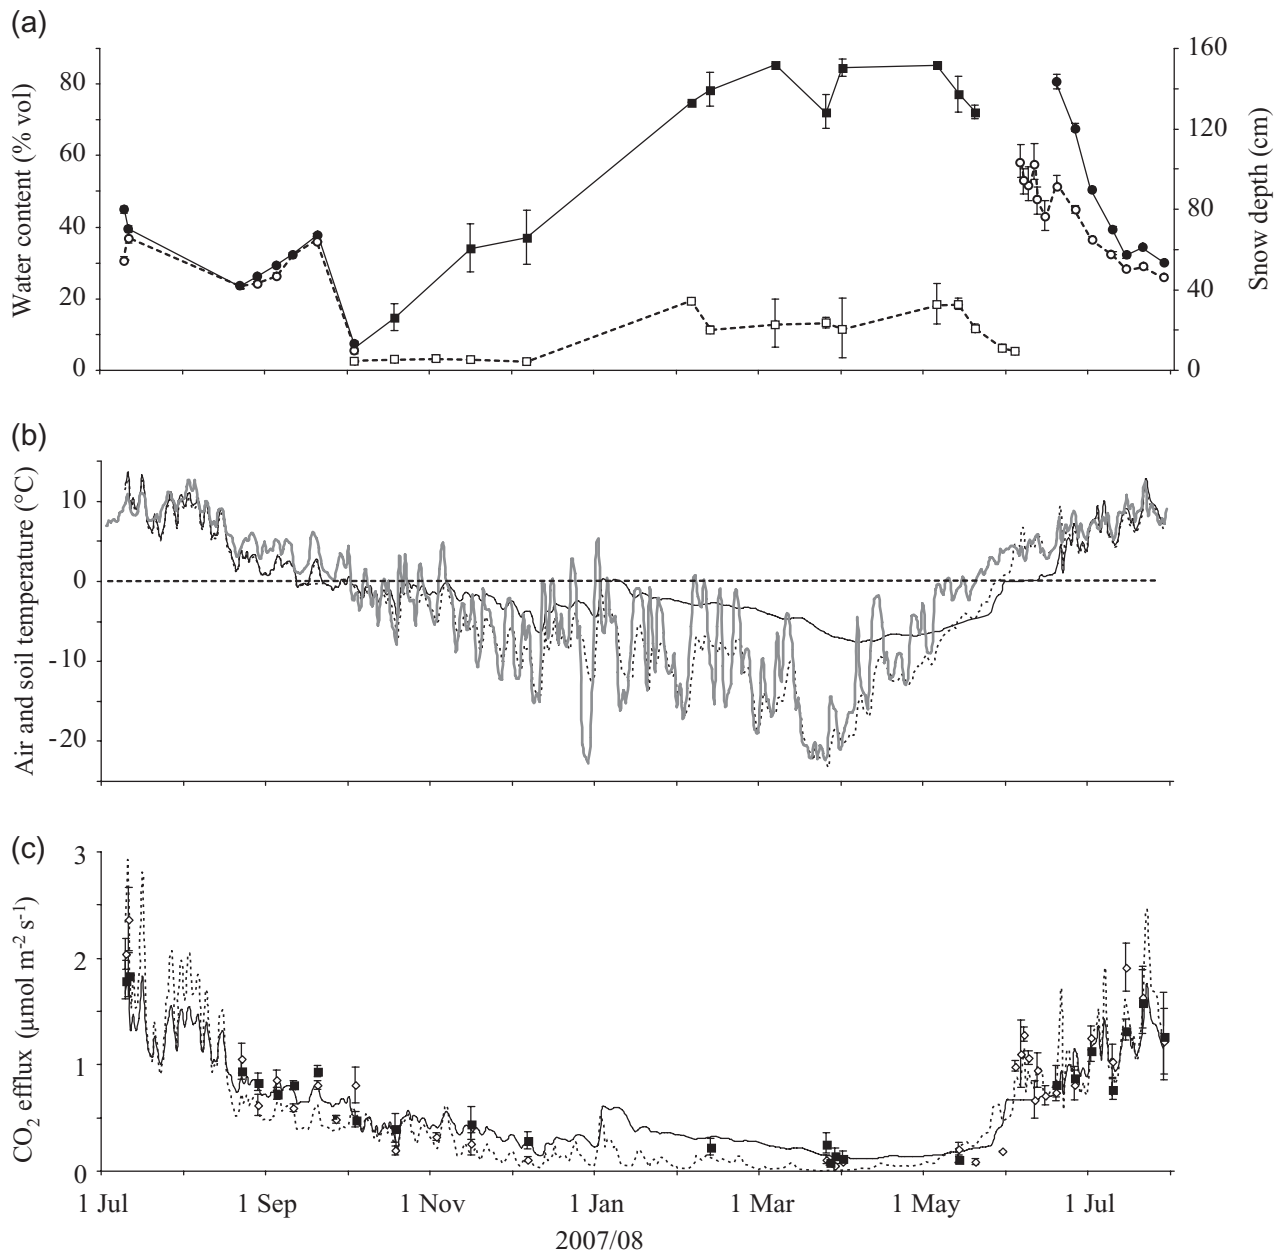 (a)
160
80
Water content (% vol)
120
60
Snow depth (cm)
80
40
40
20
0
0
(b)
Air and soil temperature (°C)
10
0
-10
-20
(c)
3
CO2 efflux (µmol m-2 s-1)
2
1
0
1 Jul
1 Sep
1 Nov
1 Jan
1 Mar
1 May
1 Jul
2007/08